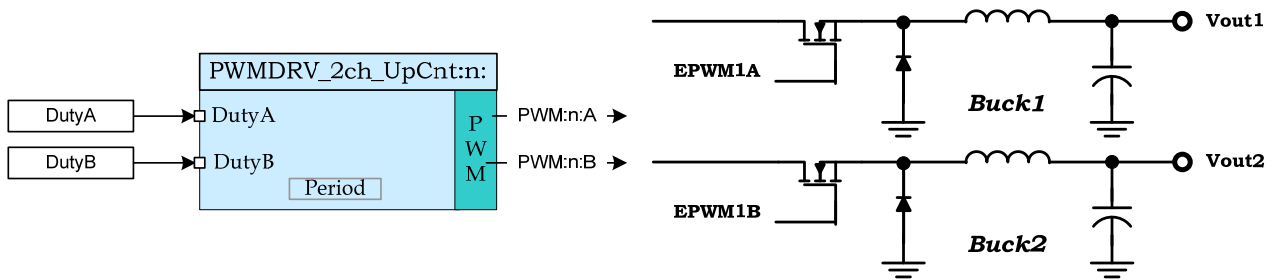 PWMDRV_2ch_UpCnt:n:
DutyA
DutyB
DutyA
DutyB
Period
P
W
M
PWM:n:A
PWM:n:B
EPWM1A
Buck1
Vout1
EPWM1B
Buck2
Vout2